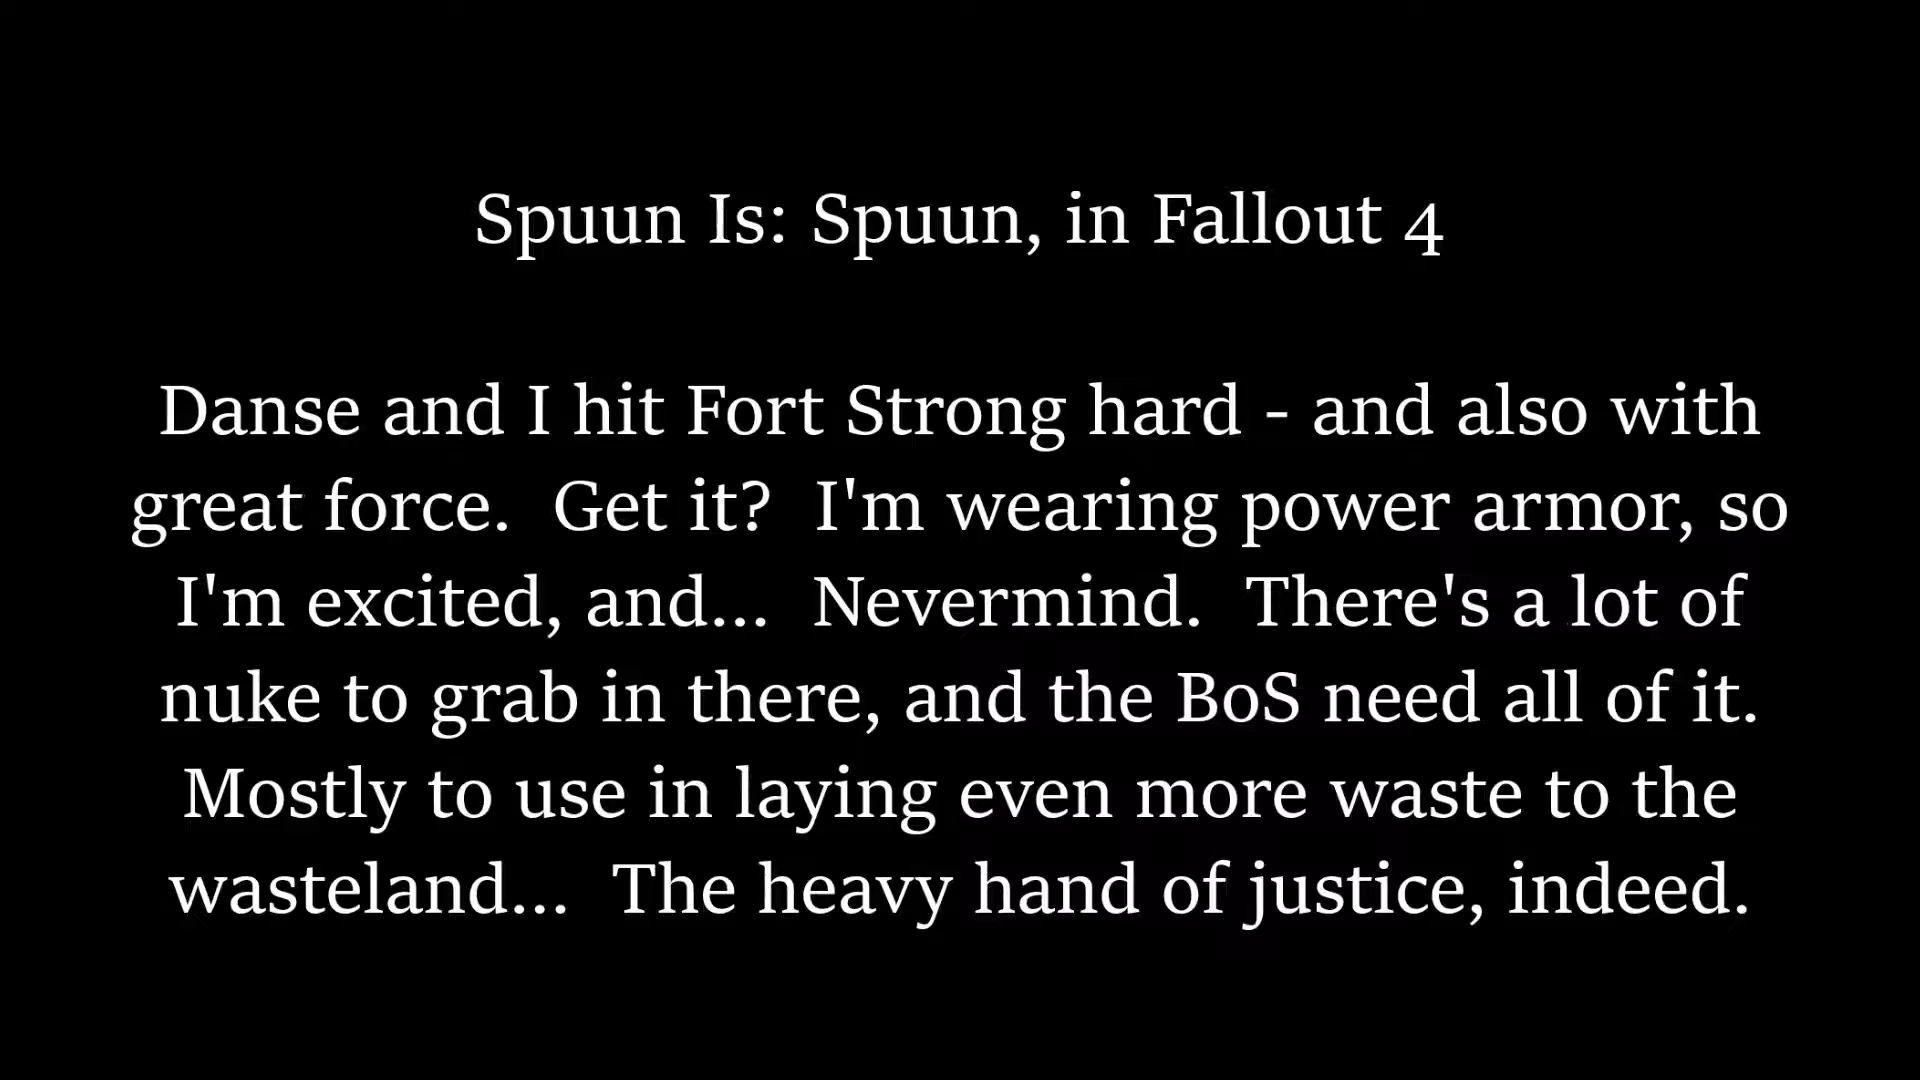 Spuun Is: Spuun, in Fallout 4
Danse and I hit Fort Strong hard - and also with
great force.  Get it?  I'm wearing power armor, so
I'm excited, and...  Nevermind.  There's a lot of
nuke to grab in there, and the BoS need all of it.
Mostly to use in laying even more waste to the
wasteland...  The heavy hand of justice, indeed.